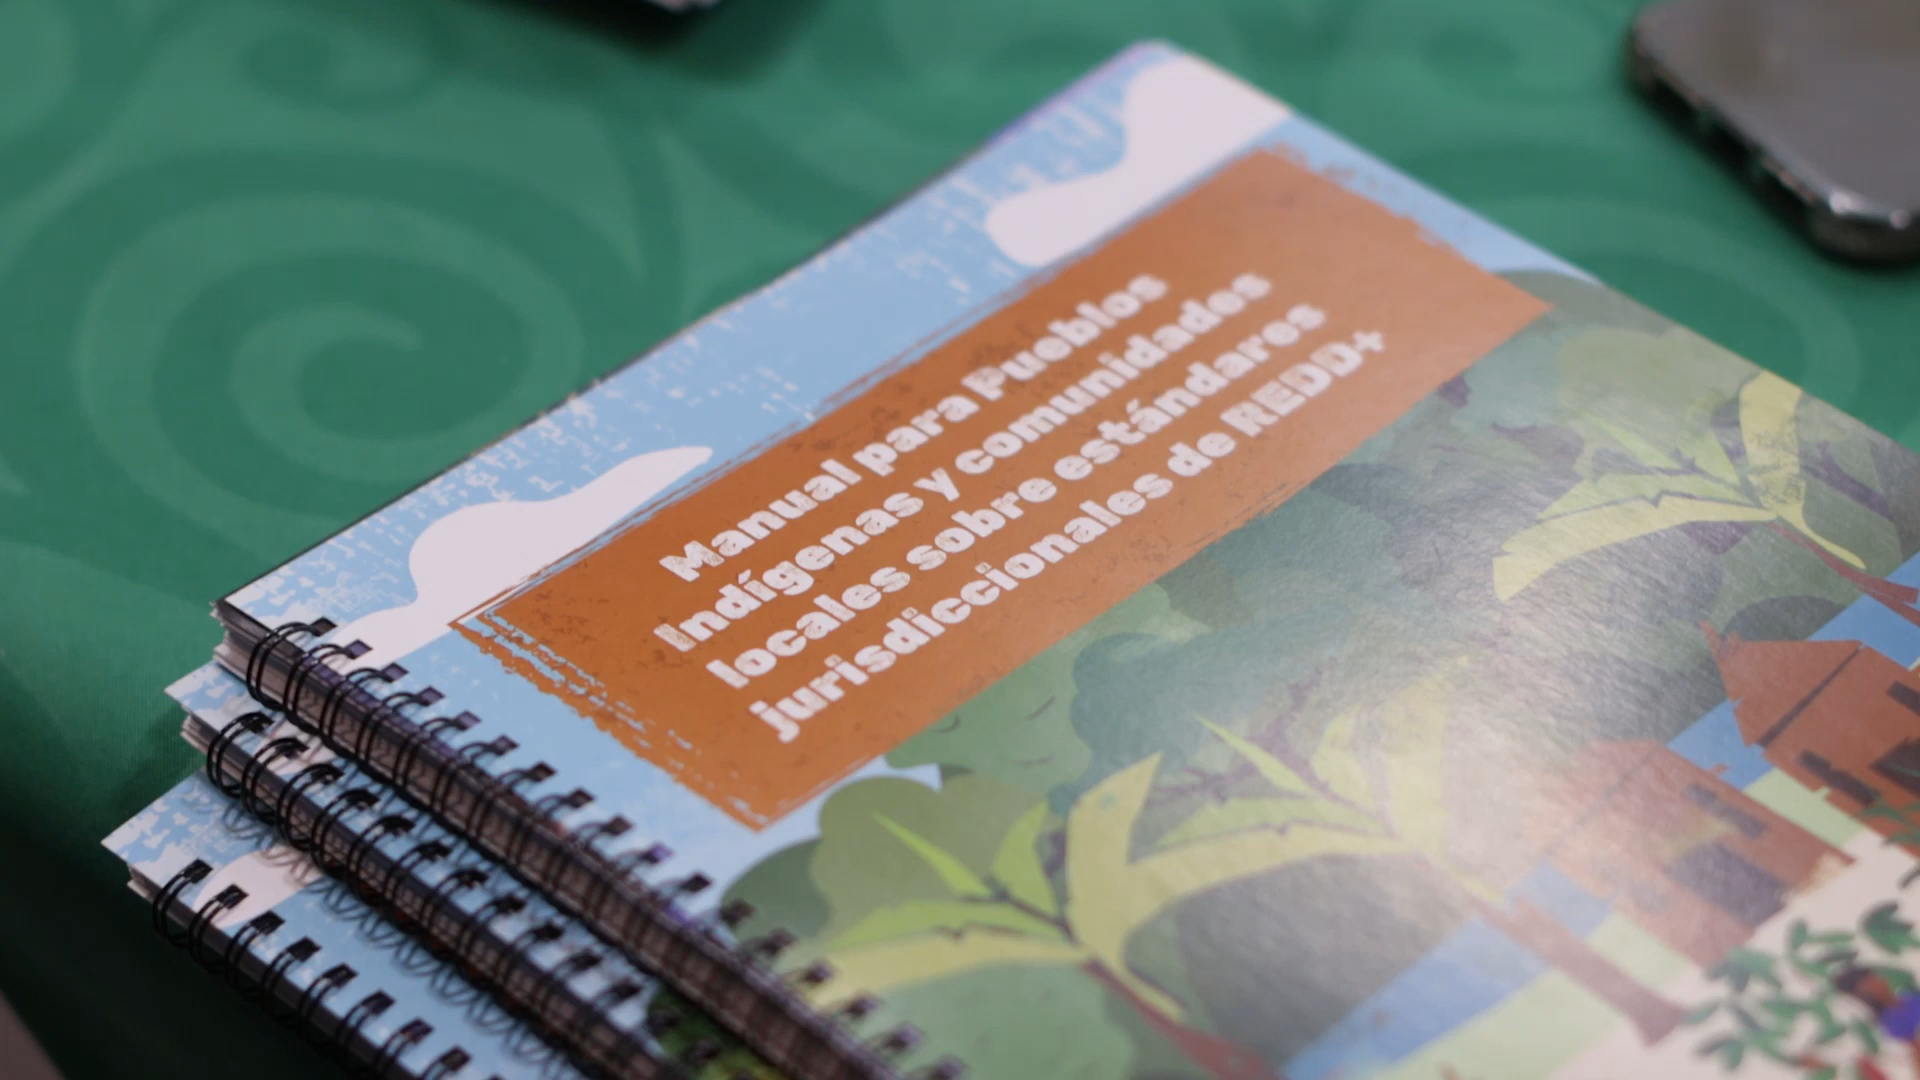 Manual para Pueblos
Indígenas y comunidades
locales sobre estándares
jurisdiccionales de REDD+